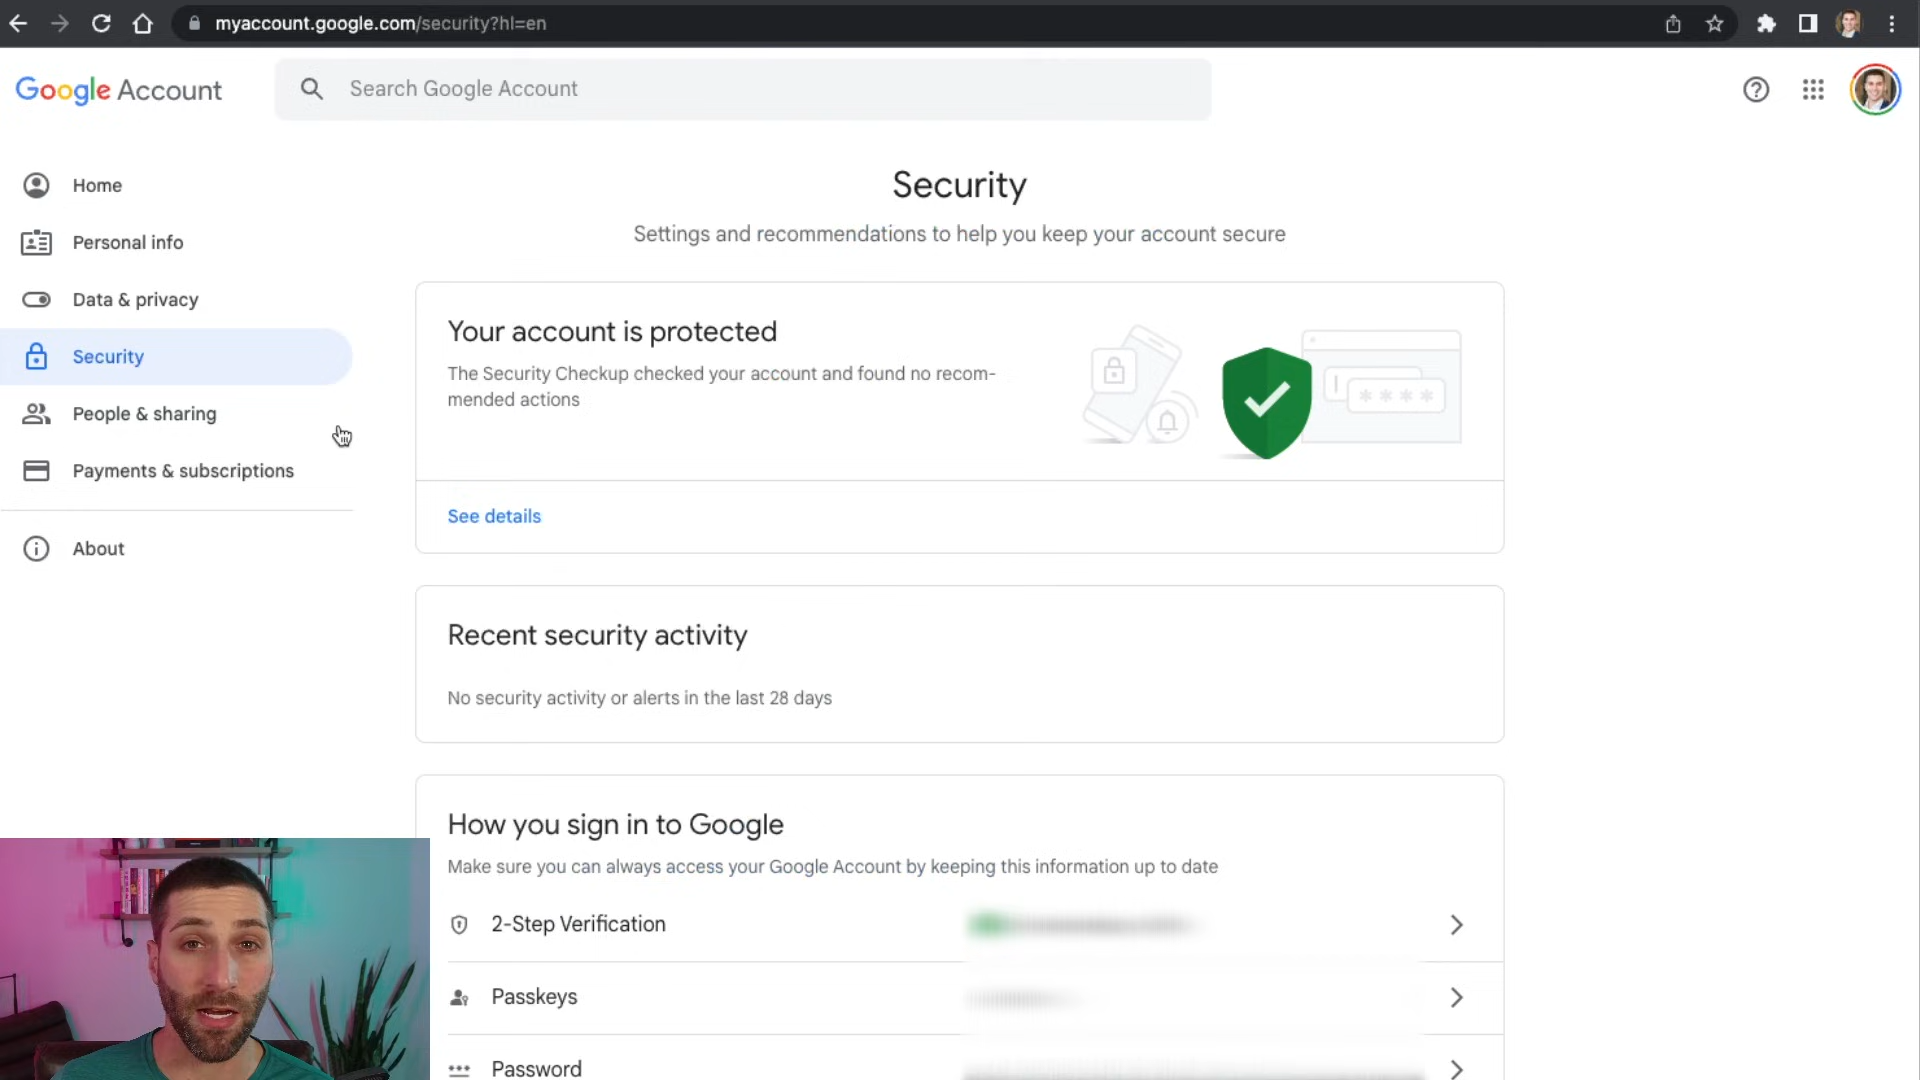 myaccount.google.com/security?hl=en
Google Account
Search Google Account
Home
Personal info
Data & privacy
Security
People & sharing
Payments & subscriptions
About
Security
Settings and recommendations to help you keep your account secure
Your account is protected
The Security Checkup checked your account and found no recom-
mended actions
* * * *
See details
Recent security activity
No security activity or alerts in the last 28 days
How you sign in to Google
Make sure you can always access your Google Account by keeping this information up to date
2-Step Verification
Passkeys
Password